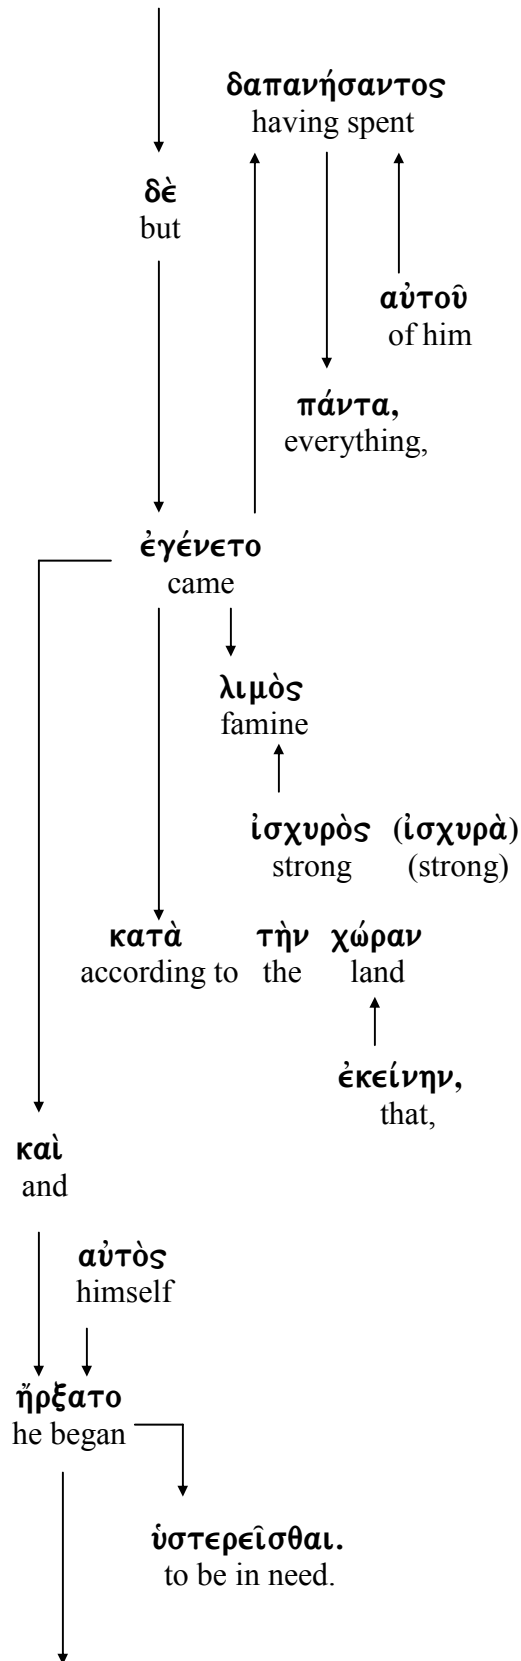 δαπανήσαντος
having spent
δὲ
but
αὐτοῦ
of him
πάντα,
everything,
ἐγένετο
came
λιμὸς
famine
ἰσχυρὸς (ἰσχυρὰ)
strong (strong)
κατὰ τὴν χώραν
according to the land
ἐκείνην,
that,
καὶ
and
αὐτὸς
himself
ἤρξατο
he began
ὑστερεῖσθαι.
to be in need.